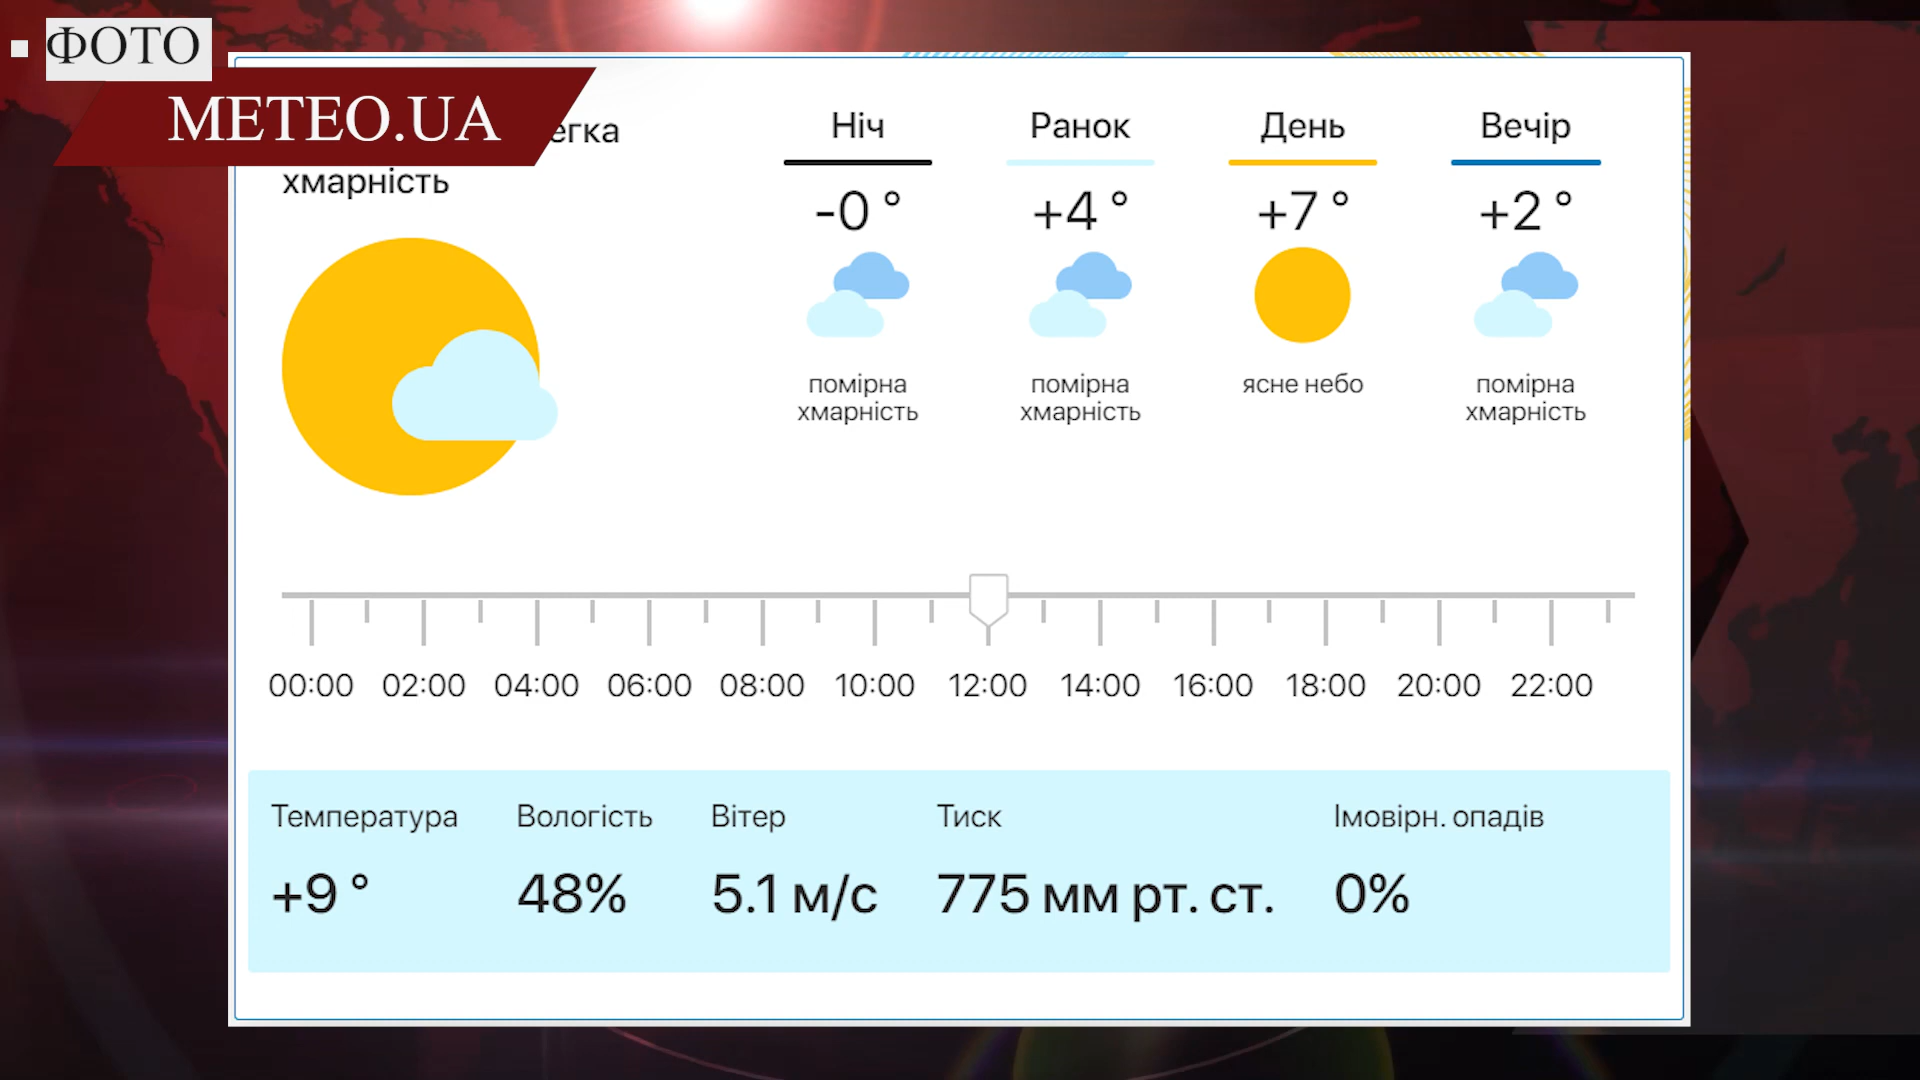 ФОТО
METEO.UA
хмарність
Ніч Ранок День Вечір
-0 ° +4 ° +7 ° +2 °
помірна хмарність помірна хмарність ясне небо помірна хмарність
00:00 02:00 04:00 06:00 08:00 10:00 12:00 14:00 16:00 18:00 20:00 22:00
Температура Вологість Вітер Тиск Імовірн. опадів
+9 ° 48% 5.1 м/с 775 мм рт. ст. 0%